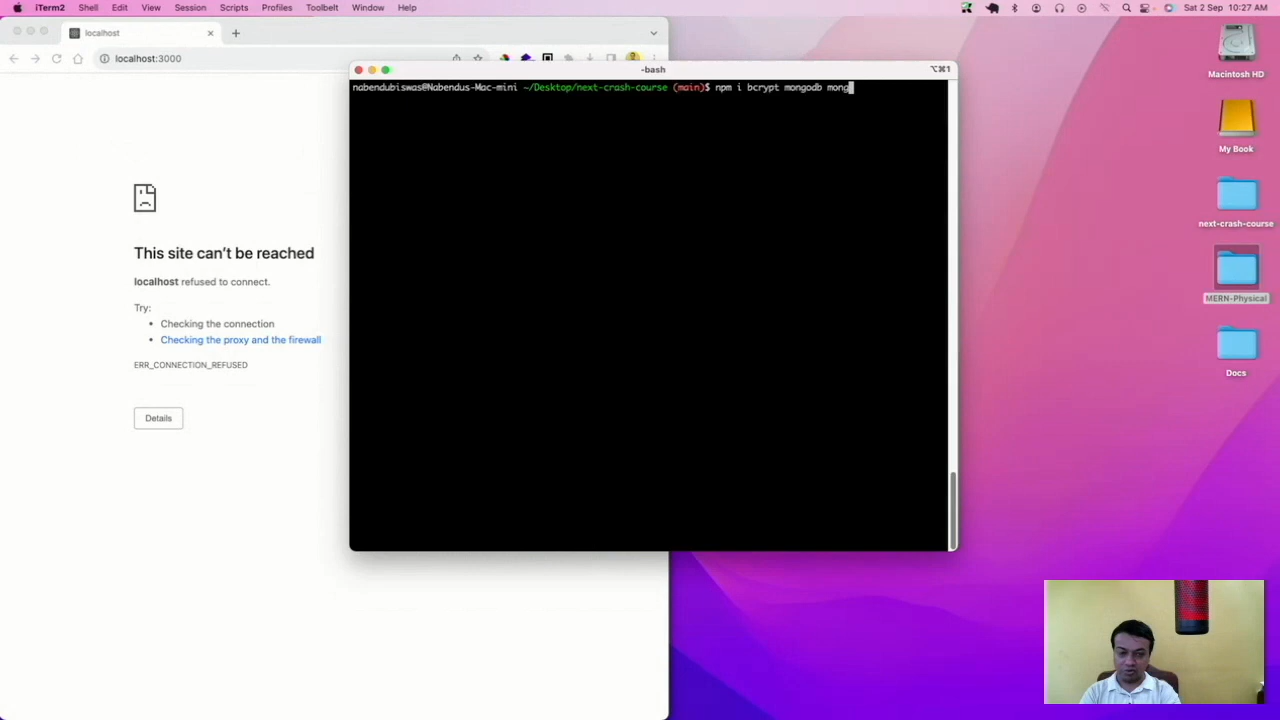 iTerm2 Shell Edit View Session Scripts Profiles Toolbelt Window Help Sat 2 Sep 10:27 AM
localhost
localhost:3000
-bash
⌥⌘1
nabendubiswas@Nabendus-Mac-mini ~/Desktop/next-crash-course (main)$ npm i bcrypt mongodb mong
This site can’t be reached
localhost refused to connect.
Try:
• Checking the connection
• Checking the proxy and the firewall
ERR_CONNECTION_REFUSED
Details
Macintosh HD
My Book
next-crash-course
MERN-Physical
Docs